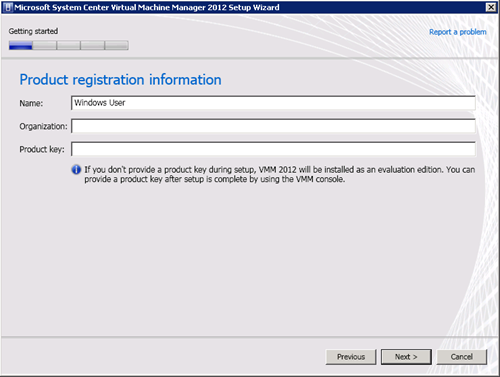 Microsoft System Center Virtual Machine Manager 2012 Setup Wizard
Getting started
Report a problem
Product registration information
Name: Windows User
Organization:
Product key:
If you don't provide a product key during setup, VMM 2012 will be installed as an evaluation edition. You can
provide a product key after setup is complete by using the VMM console.
Previous Next > Cancel